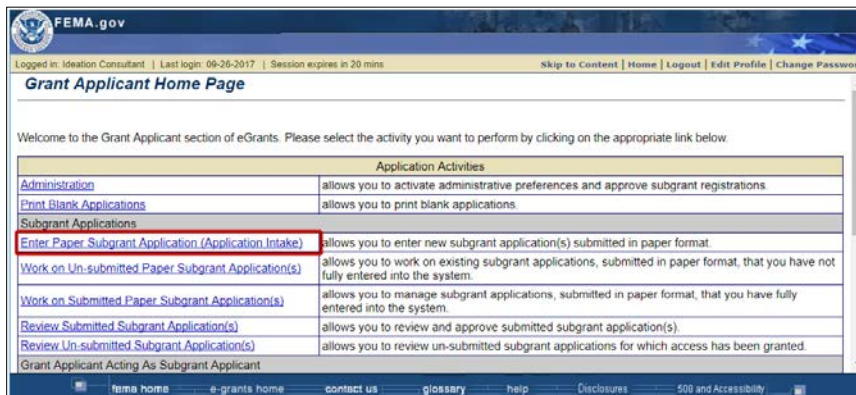 FEMA.gov
Logged in: Ideation Consultant | Last login: 09-26-2017 | Session expires in 20 mins
Skip to Content | Home | Logout | Edit Profile | Change Passwor
Grant Applicant Home Page
Welcome to the Grant Applicant section of eGrants. Please select the activity you want to perform by clicking on the appropriate link below.
Application Activities
Administration
allows you to activate administrative preferences and approve subgrant registrations.
Print Blank Applications
allows you to print blank applications.
Subgrant Applications
Enter Paper Subgrant Application (Application Intake)
allows you to enter new subgrant application(s) submitted in paper format.
Work on Un-submitted Paper Subgrant Application(s)
allows you to work on existing subgrant applications, submitted in paper format, that you have not
fully entered into the system.
Work on Submitted Paper Subgrant Application(s)
allows you to manage subgrant applications, submitted in paper format, that you have fully
entered into the system.
Review Submitted Subgrant Application(s)
allows you to review and approve submitted subgrant application(s).
Review Un-submitted Subgrant Application(s)
allows you to review un-submitted subgrant applications for which access has been granted.
Grant Applicant Acting As Subgrant Applicant
fema home
e-grants home
contact us
glossary
help
Disclosures
508 and Accessibility